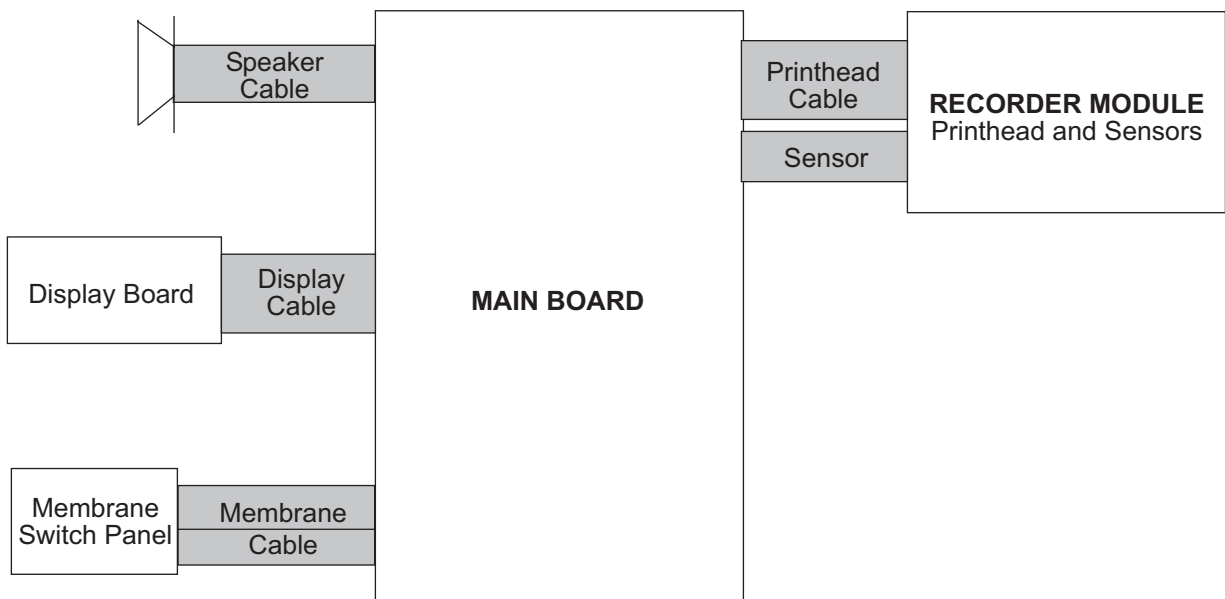 Speaker
Cable
Printhead
Cable
RECORDER MODULE
Printhead and Sensors
Sensor
Display Board
Display
Cable
MAIN BOARD
Membrane
Switch Panel
Membrane
Cable